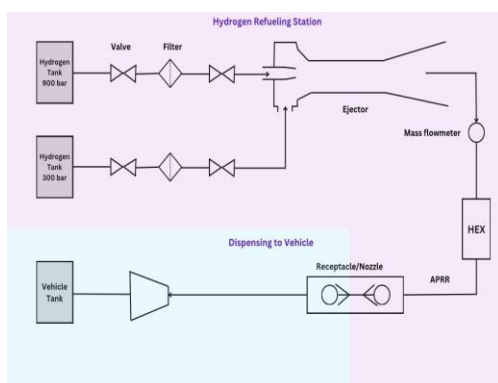 Hydrogen Refueling Station
Valve
Filter
Hydrogen
Tank
900 bar
Ejector
Mass flowmeter
Hydrogen
Tank
300 bar
HEX
Dispensing to Vehicle
Receptacle/Nozzle
APRR
Vehicle
Tank